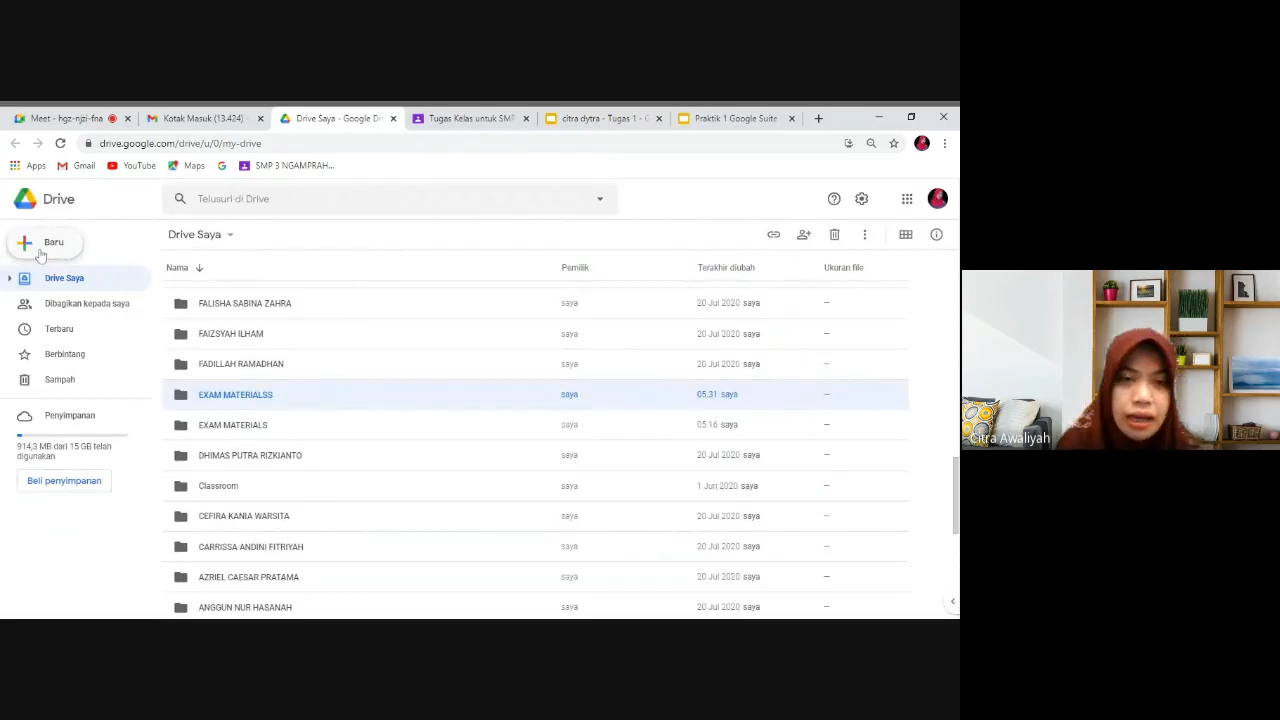 Meet - hgz-njzi-fna
Kotak Masuk (13.424)
Drive Saya - Google Dr
Tugas Kelas untuk SMP
citra dytra - Tugas 1 - G
Praktik 1 Google Suite
drive.google.com/drive/u/0/my-drive
Apps Gmail YouTube Maps SMP 3 NGAMPRAH...
Drive
Telusuri di Drive
Baru
Drive Saya
Dibagikan kepada saya
Terbaru
Berbintang
Sampah
Penyimpanan
914,3 MB dari 15 GB telah
digunakan
Beli penyimpanan
Drive Saya
Nama Pemilik Terakhir diubah Ukuran file
FALISHA SABINA ZAHRA saya 20 Jul 2020 saya —
FAIZSYAH ILHAM saya 20 Jul 2020 saya —
FADILLAH RAMADHAN saya 20 Jul 2020 saya —
EXAM MATERIALSS saya 05.31 saya —
EXAM MATERIALS saya 05.16 saya —
DHIMAS PUTRA RIZKIANTO saya 20 Jul 2020 saya —
Classroom saya 1 Jun 2020 saya —
CEFIRA KANIA WARSITA saya 20 Jul 2020 saya —
CARRISSA ANDINI FITRIYAH saya 20 Jul 2020 saya —
AZRIEL CAESAR PRATAMA saya 20 Jul 2020 saya —
ANGGUN NUR HASANAH saya 20 Jul 2020 saya —
Citra Awaliyah